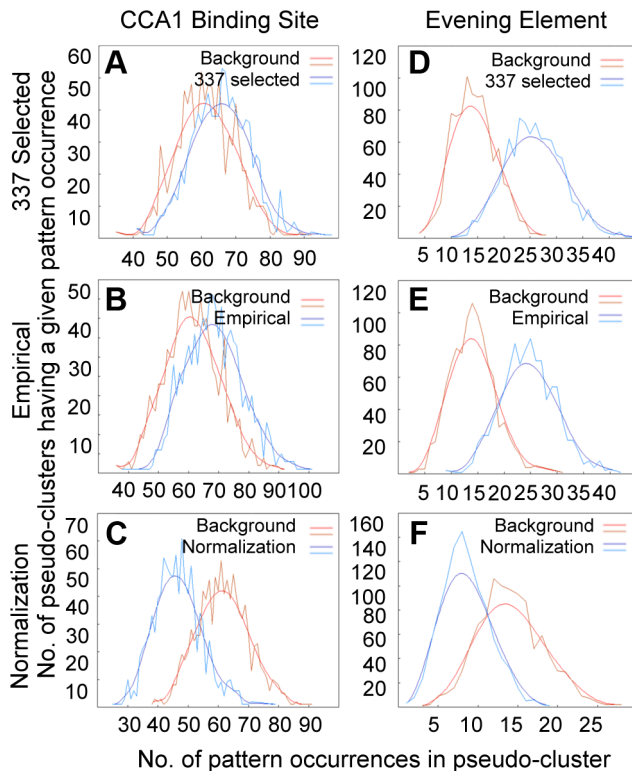 CCA1 Binding Site
Evening Element
337 Selected
Empirical
Normalization
No. of pseudo-clusters having a given pattern occurrence
A
Background
337 selected
60
50
40
30
20
10
40 50 60 70 80 90
D
Background
337 selected
120
100
80
60
40
20
5 10 15 20 25 30 35 40
B
Background
Empirical
50
40
30
20
10
40 50 60 70 80 90 100
E
Background
Empirical
120
100
80
60
40
20
5 10 15 20 25 30 35 40
C
Background
Normalization
70
60
50
40
30
20
10
30 40 50 60 70 80 90
F
Background
Normalization
160
140
120
100
80
60
40
20
5 10 15 20 25
No. of pattern occurrences in pseudo-cluster